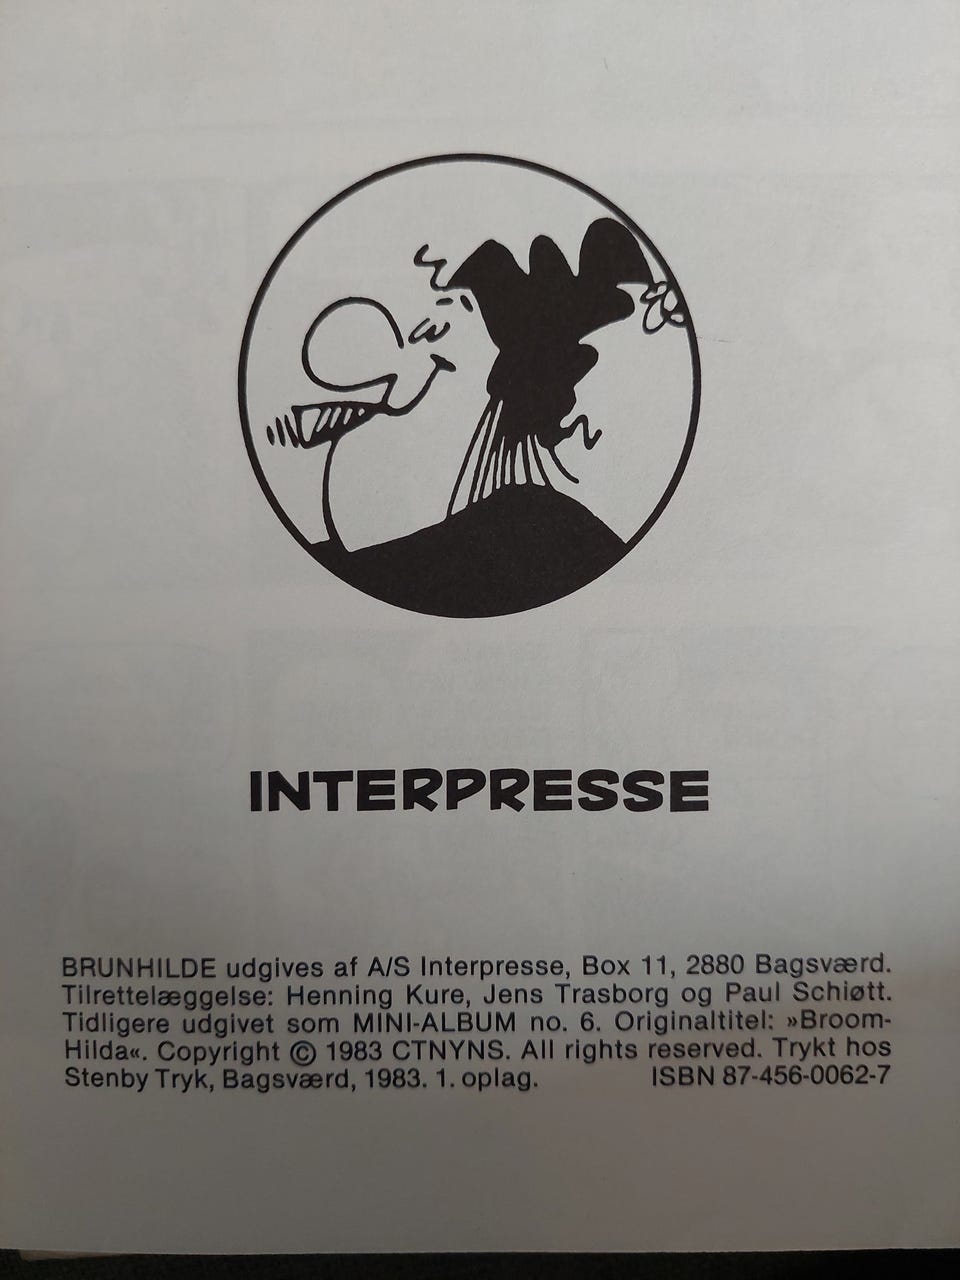 INTERPRESSE
BRUNHILDE udgives af A/S Interpresse, Box 11, 2880 Bagsværd.
Tilrettelæggelse: Henning Kure, Jens Trasborg og Paul Schiøtt.
Tidligere udgivet som MINI-ALBUM no. 6. Originaltitel: »Broom-
Hilda«. Copyright © 1983 CTNYNS. All rights reserved. Trykt hos
Stenby Tryk, Bagsværd, 1983. 1. oplag. ISBN 87-456-0062-7